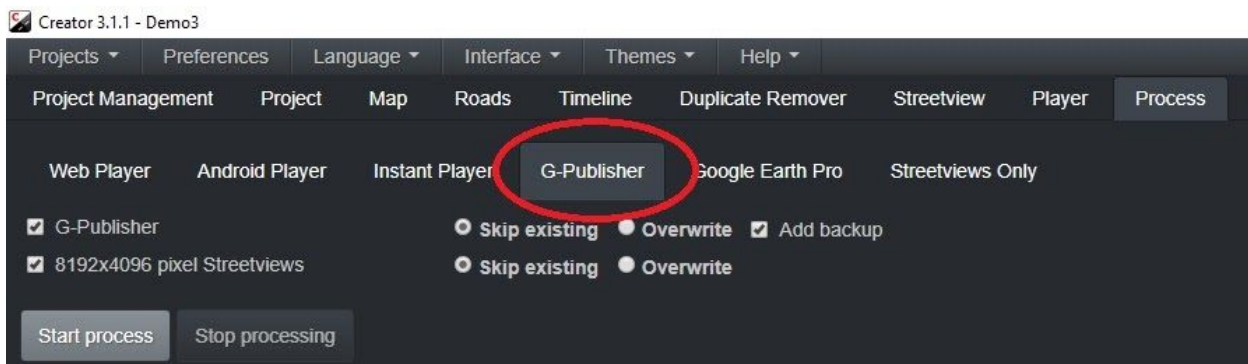 Creator 3.1.1 - Demo3
Projects Preferences Language Interface Themes Help
Project Management Project Map Roads Timeline Duplicate Remover Streetview Player Process
Web Player Android Player Instant Player G-Publisher Google Earth Pro Streetviews Only
G-Publisher Skip existing Overwrite Add backup
8192x4096 pixel Streetviews Skip existing Overwrite
Start process Stop processing